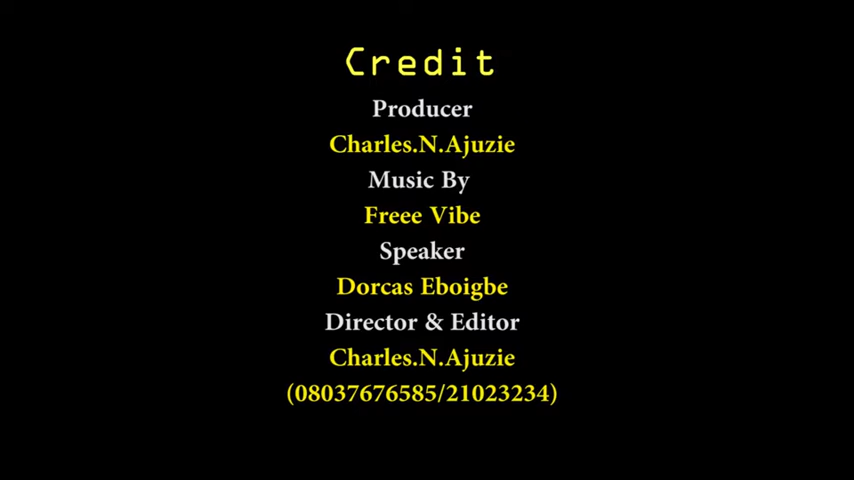 Credit
Producer
Charles.N.Ajuzie
Music By
Freee Vibe
Speaker
Dorcas Eboigbe
Director & Editor
Charles.N.Ajuzie
(08037676585/21023234)